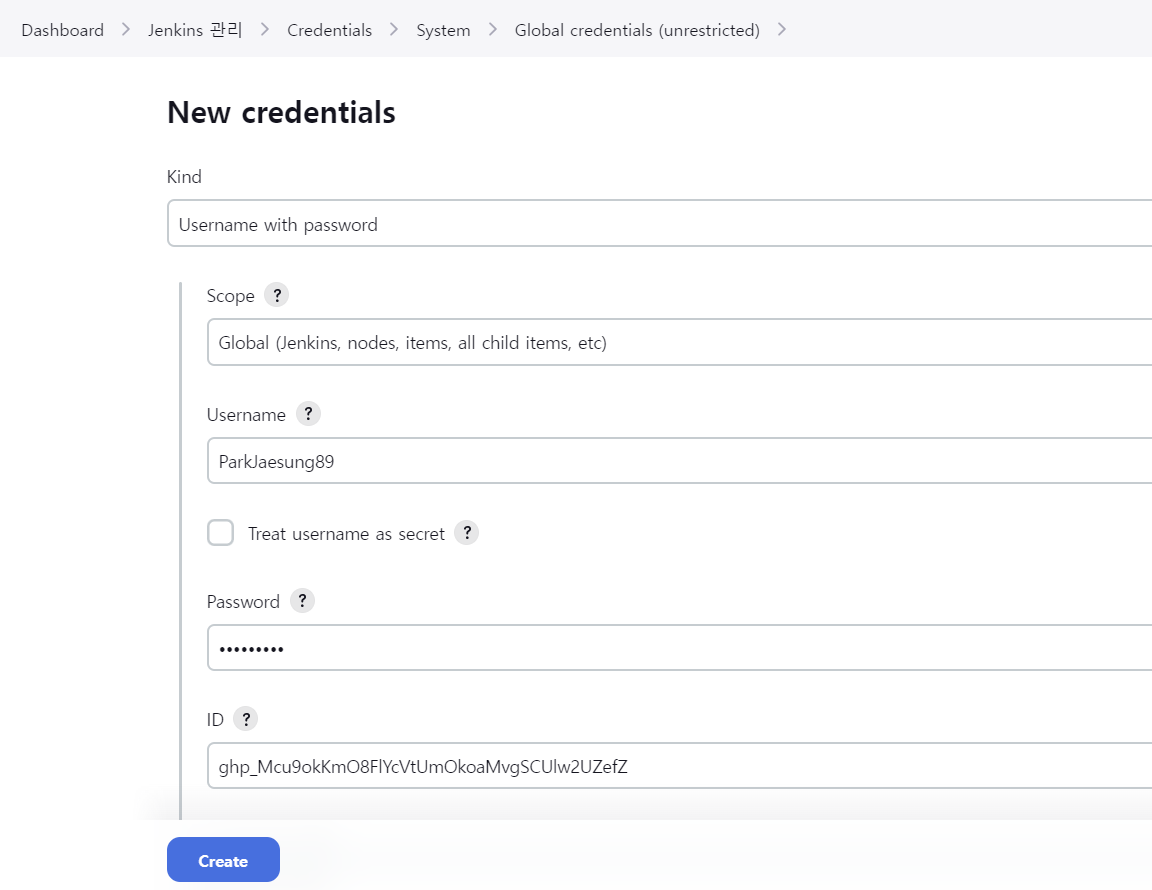 Dashboard > Jenkins 관리 > Credentials > System > Global credentials (unrestricted) >
New credentials
Kind
Username with password
Scope ?
Global (Jenkins, nodes, items, all child items, etc)
Username ?
ParkJaesung89
Treat username as secret ?
Password ?
•••••••••
ID ?
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
Create